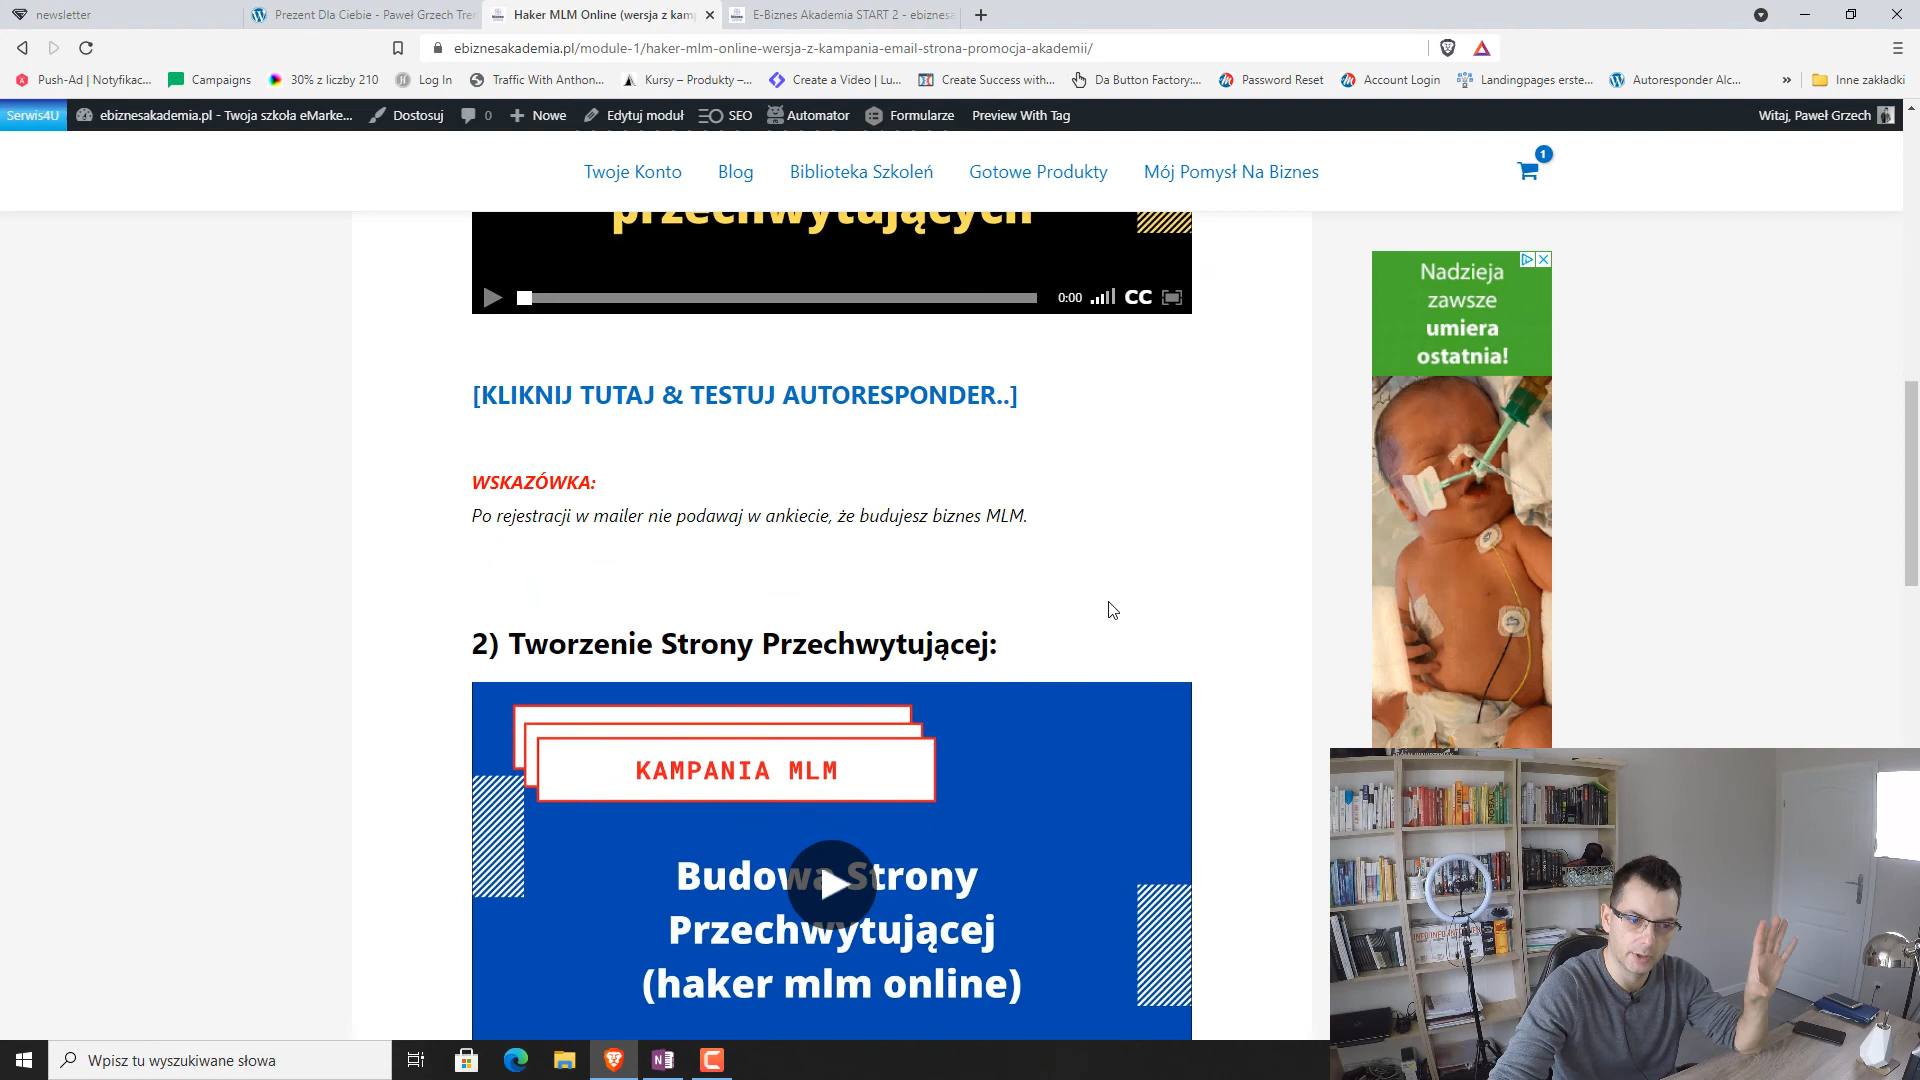 newsletter
Prezent Dla Ciebie - Paweł Grzech Tre
Haker MLM Online (wersja z kam
E-Biznes Akademia START 2 - ebiznesa
ebiznesakademia.pl/module-1/haker-mlm-online-wersja-z-kampania-email-strona-promocja-akademii/
Push-Ad | Notyfikac...
Campaigns
30% z liczby 210
Log In
Traffic With Anthon...
Kursy – Produkty –...
Create a Video | Lu...
Create Success with...
Da Button Factory:...
Password Reset
Account Login
Landingpages erste...
Autoresponder Alc...
»
Inne zakładki
Serwis4U
ebiznesakademia.pl - Twoja szkoła eMarke...
Dostosuj
0
Nowe
Edytuj moduł
SEO
Automator
Formularze
Preview With Tag
Witaj, Paweł Grzech
Twoje Konto
Blog
Biblioteka Szkoleń
Gotowe Produkty
Mój Pomysł Na Biznes
1
przechwytujących
0:00
CC
[KLIKNIJ TUTAJ & TESTUJ AUTORESPONDER..]
WSKAZÓWKA:
Po rejestracji w mailer nie podawaj w ankiecie, że budujesz biznes MLM.
2) Tworzenie Strony Przechwytującej:
KAMPANIA MLM
Budowa Strony
Przechwytującej
(haker mlm online)
Nadzieja
zawsze
umiera
ostatnia!
Wpisz tu wyszukiwane słowa